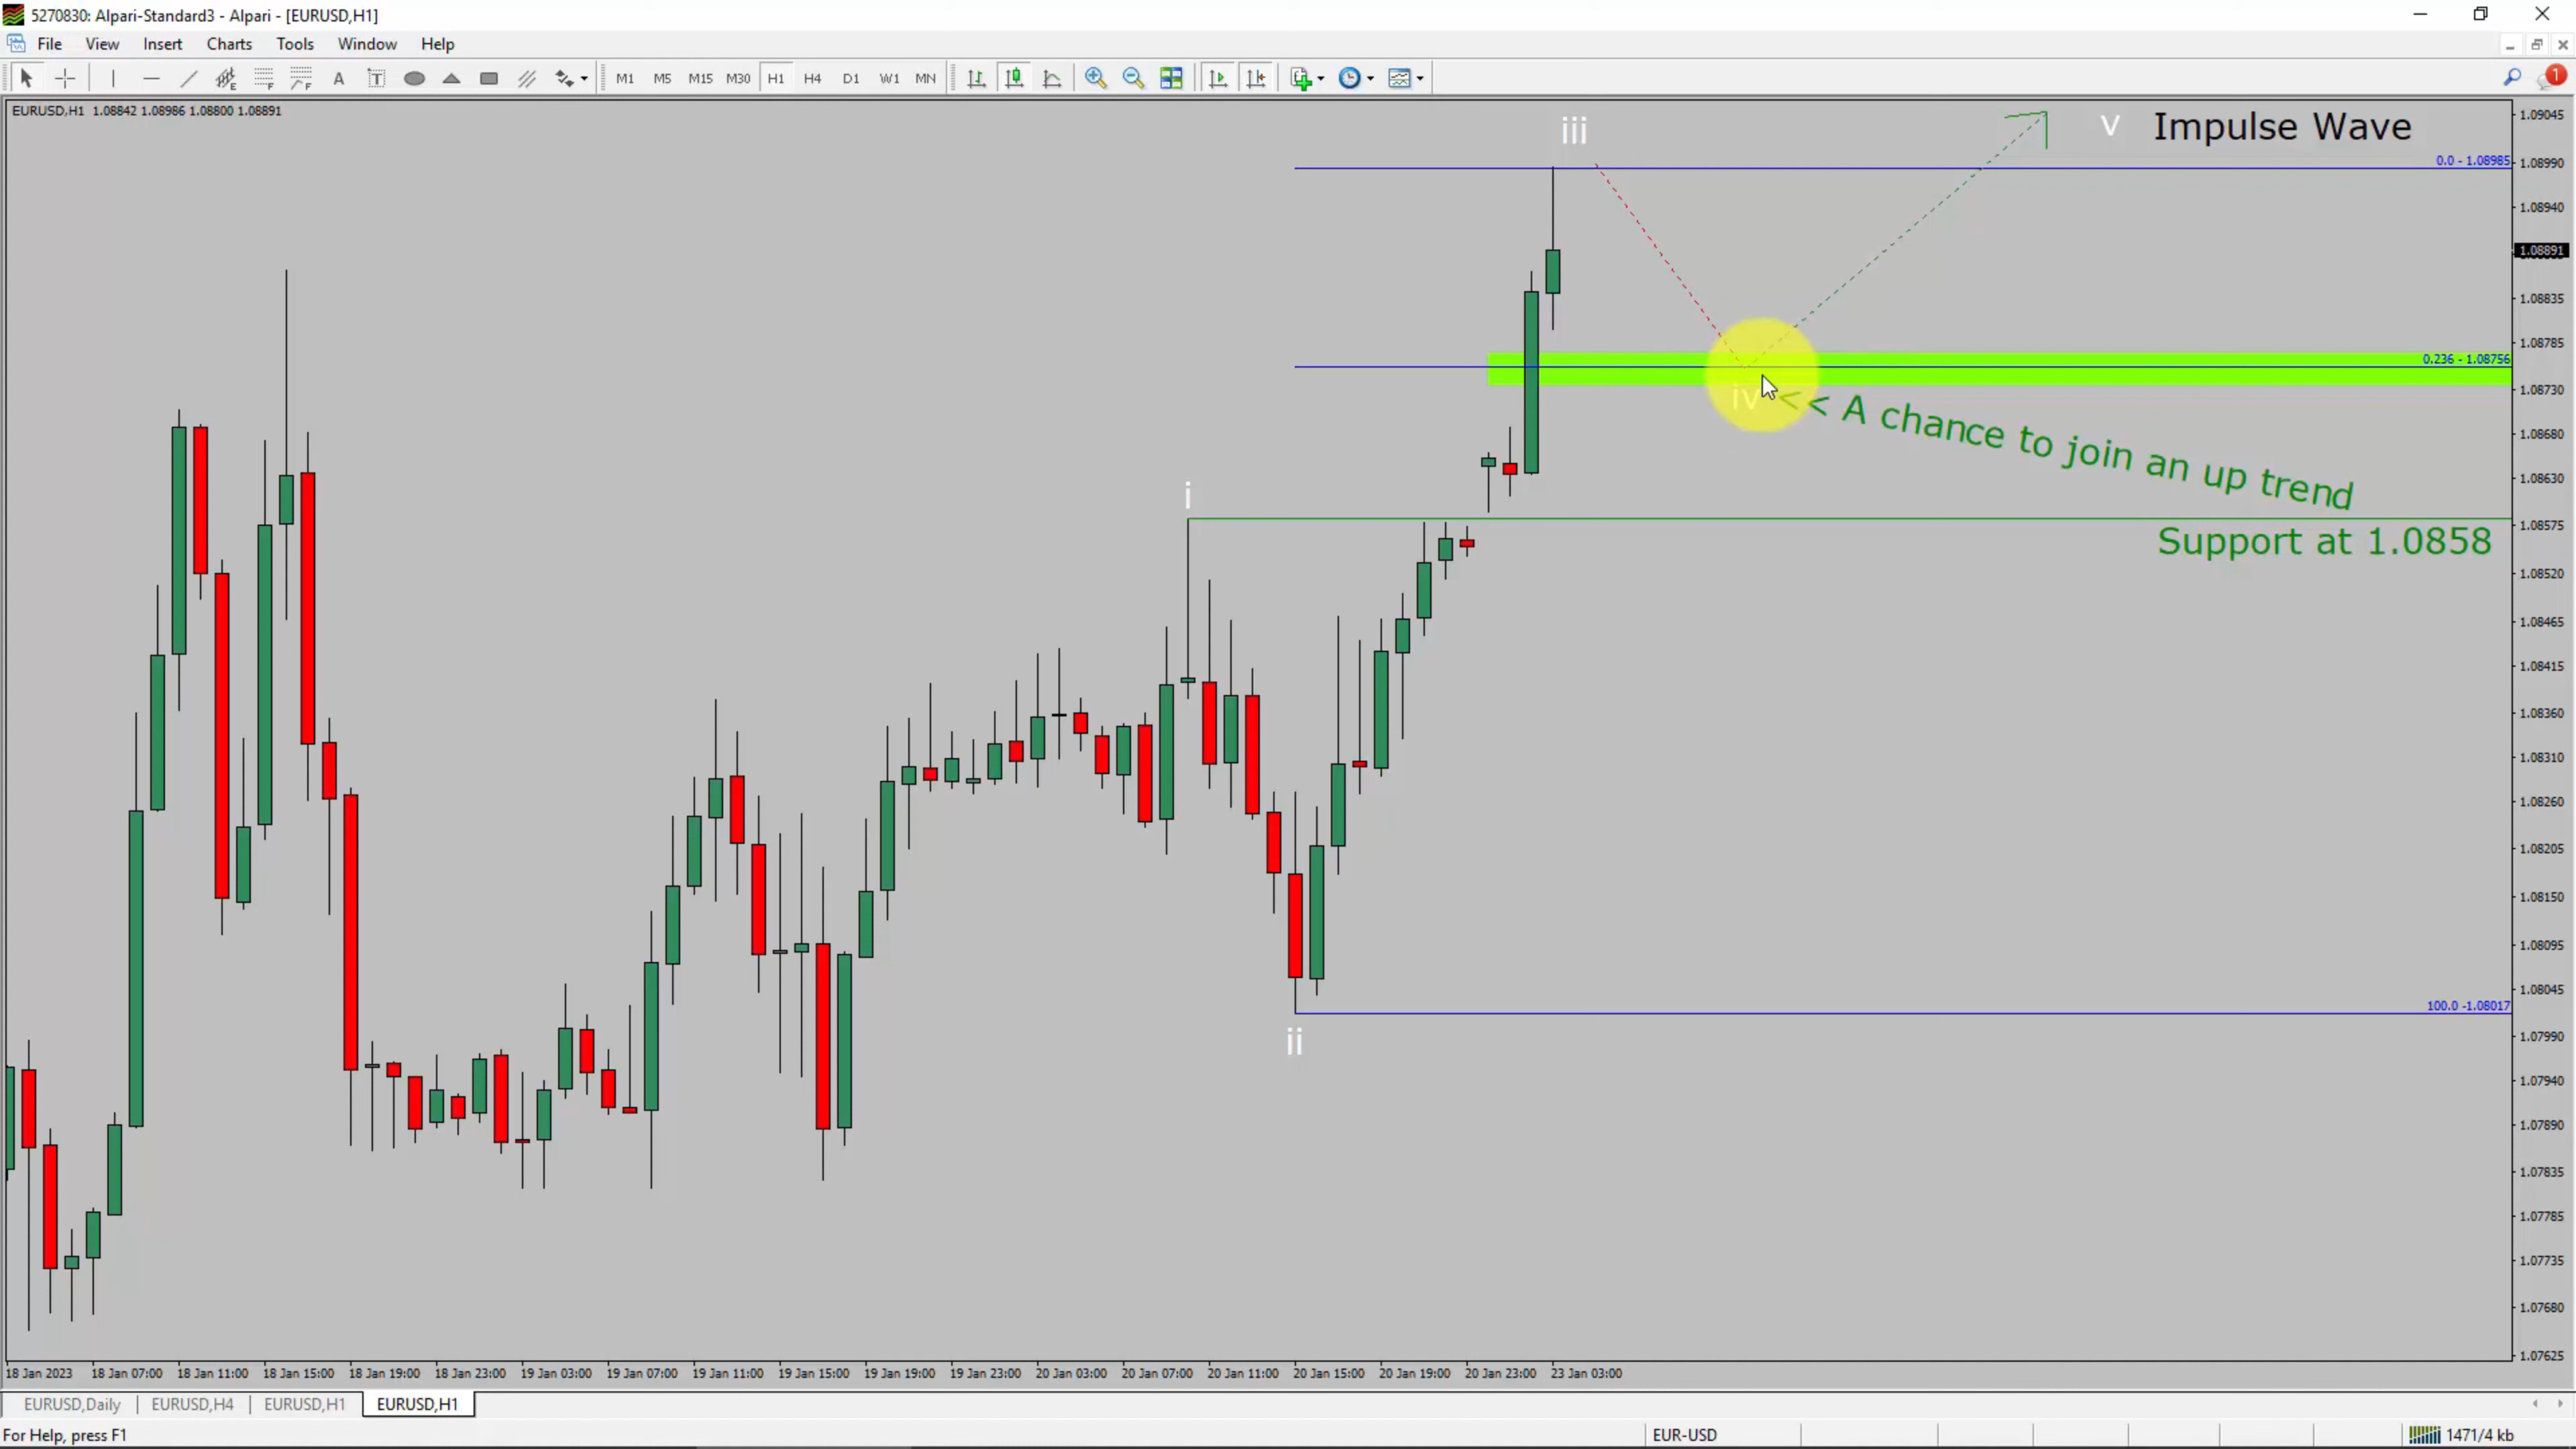 5270830: Alpari-Standard3 - Alpari - [EURUSD,H1]
File View Insert Charts Tools Window Help
A T M1 M5 M15 M30 H1 H4 D1 W1 MN 1
EURUSD,H1 1.08842 1.08986 1.08800 1.08891
iii
v Impulse Wave
0.0 - 1.08985
0.236 - 1.08756
iv << A chance to join an up trend
i
Support at 1.0858
100.0 -1.08017
ii
1.09045
1.08990
1.08940
1.08891
1.08835
1.08785
1.08730
1.08680
1.08630
1.08575
1.08520
1.08465
1.08415
1.08360
1.08310
1.08260
1.08205
1.08150
1.08095
1.08045
1.07990
1.07940
1.07890
1.07835
1.07785
1.07735
1.07680
1.07625
18 Jan 2023 18 Jan 07:00 18 Jan 11:00 18 Jan 15:00 18 Jan 19:00 18 Jan 23:00 19 Jan 03:00 19 Jan 07:00 19 Jan 11:00 19 Jan 15:00 19 Jan 19:00 19 Jan 23:00 20 Jan 03:00 20 Jan 07:00 20 Jan 11:00 20 Jan 15:00 20 Jan 19:00 20 Jan 23:00 23 Jan 03:00
EURUSD,Daily EURUSD,H4 EURUSD,H1 EURUSD,H1
For Help, press F1 EUR-USD 1471/4 kb